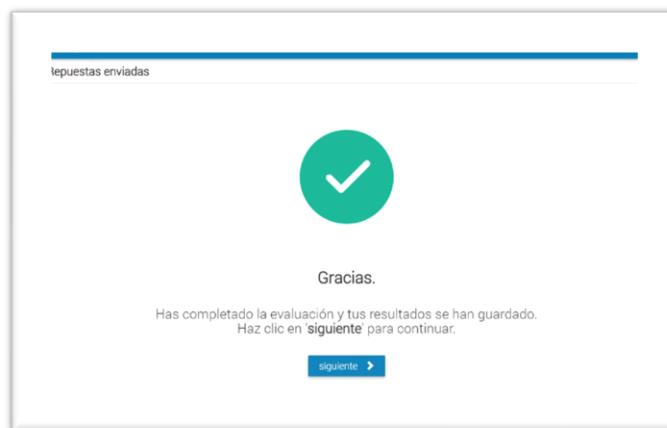 Repuestas enviadas
Gracias.
Has completado la evaluación y tus resultados se han guardado.
Haz clic en 'siguiente' para continuar.
siguiente